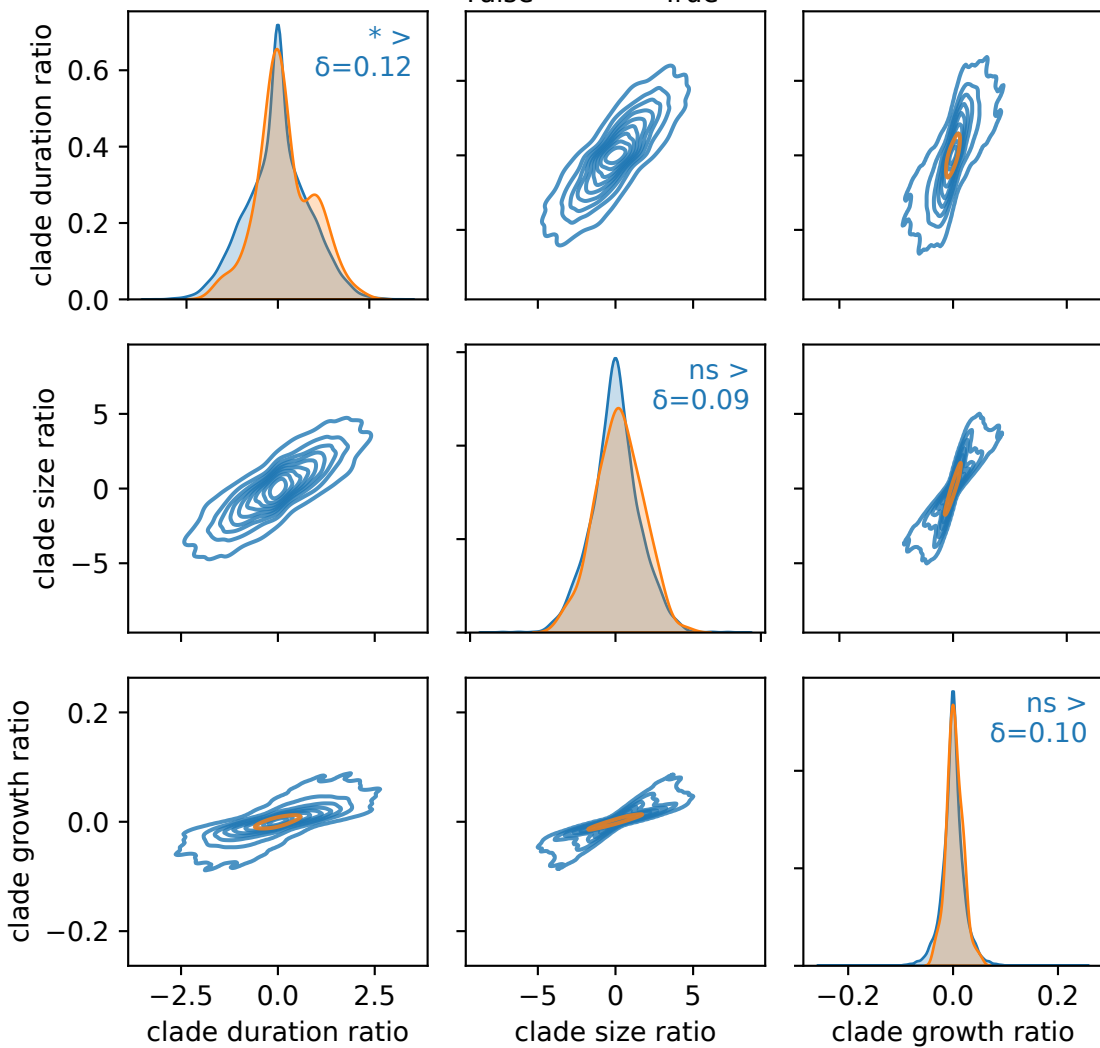 clade duration ratio
0.6
0.4
0.2
0.0
* >
δ=0.12
clade size ratio
5
0
−5
ns >
δ=0.09
clade growth ratio
0.2
0.0
−0.2
ns >
δ=0.10
−2.5 0.0 2.5
−5 0 5
−0.2 0.0 0.2
clade duration ratio
clade size ratio
clade growth ratio